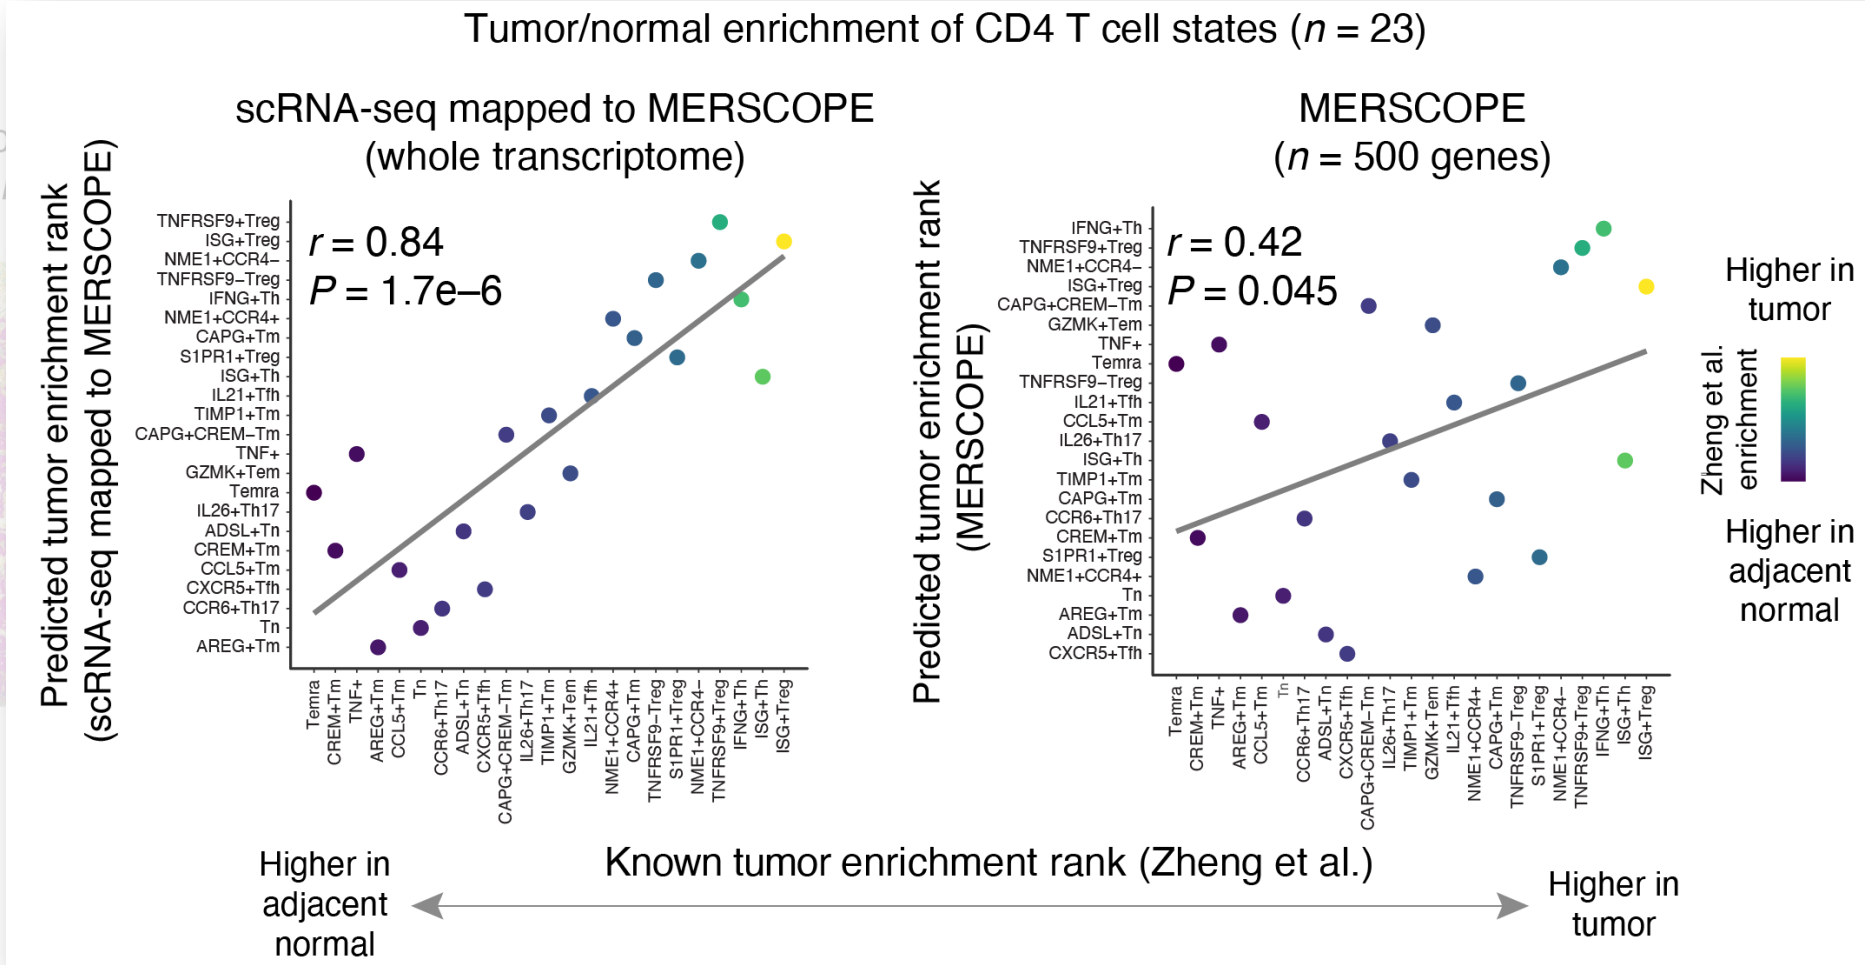 Tumor/normal enrichment of CD4 T cell states (n = 23)
scRNA-seq mapped to MERSCOPE
(whole transcriptome)
Predicted tumor enrichment rank
(scRNA-seq mapped to MERSCOPE)
r = 0.84
P = 1.7e–6
TNFRSF9+Treg
ISG+Treg
NME1+CCR4–
TNFRSF9–Treg
IFNG+Th
NME1+CCR4+
CAPG+Tm
S1PR1+Treg
ISG+Th
IL21+Tfh
TIMP1+Tm
CAPG+CREM–Tm
TNF+
GZMK+Tem
Temra
IL26+Th17
ADSL+Tn
CREM+Tm
CCL5+Tm
CXCR5+Tfh
CCR6+Th17
Tn
AREG+Tm
Temra
CREM+Tm
TNF+
AREG+Tm
CCL5+Tm
Tn
CCR6+Th17
ADSL+Tn
CXCR5+Tfh
CAPG+CREM–Tm
IL26+Th17
TIMP1+Tm
GZMK+Tem
IL21+Tfh
NME1+CCR4+
CAPG+Tm
TNFRSF9–Treg
S1PR1+Treg
NME1+CCR4–
TNFRSF9+Treg
IFNG+Th
ISG+Th
ISG+Treg
MERSCOPE
(n = 500 genes)
Predicted tumor enrichment rank
(MERSCOPE)
r = 0.42
P = 0.045
IFNG+Th
TNFRSF9+Treg
NME1+CCR4–
ISG+Treg
CAPG+CREM–Tm
GZMK+Tem
TNF+
Temra
TNFRSF9–Treg
IL21+Tfh
CCL5+Tm
IL26+Th17
ISG+Th
TIMP1+Tm
CAPG+Tm
CCR6+Th17
CREM+Tm
S1PR1+Treg
NME1+CCR4+
Tn
AREG+Tm
ADSL+Tn
CXCR5+Tfh
Temra
CREM+Tm
TNF+
AREG+Tm
CCL5+Tm
Tn
CCR6+Th17
ADSL+Tn
CXCR5+Tfh
CAPG+CREM–Tm
IL26+Th17
TIMP1+Tm
GZMK+Tem
IL21+Tfh
NME1+CCR4+
CAPG+Tm
TNFRSF9–Treg
S1PR1+Treg
NME1+CCR4–
TNFRSF9+Treg
IFNG+Th
ISG+Th
ISG+Treg
Higher in
tumor
Zheng et al.
enrichment
Higher in
adjacent
normal
Higher in
adjacent
normal
Known tumor enrichment rank (Zheng et al.)
Higher in
tumor